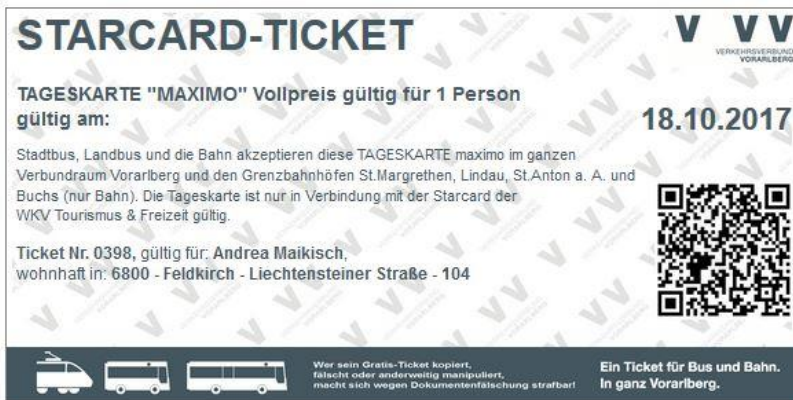 STARCARD-TICKET
V VV
VERKEHRSVERBUND
VORARLBERG
TAGESKARTE "MAXIMO" Vollpreis gültig für 1 Person
gültig am:
18.10.2017
Stadtbus, Landbus und die Bahn akzeptieren diese TAGESKARTE maximo im ganzen
Verbundraum Vorarlberg und den Grenzbahnhöfen St.Margrethen, Lindau, St.Anton a. A. und
Buchs (nur Bahn). Die Tageskarte ist nur in Verbindung mit der Starcard der
WKV Tourismus & Freizeit gültig.
Ticket Nr. 0398, gültig für: Andrea Maikisch,
wohnhaft in: 6800 - Feldkirch - Liechtensteiner Straße - 104
Wer sein Gratis-Ticket kopiert,
fälscht oder anderweitig manipuliert,
macht sich wegen Dokumentenfälschung strafbar!
Ein Ticket für Bus und Bahn.
In ganz Vorarlberg.